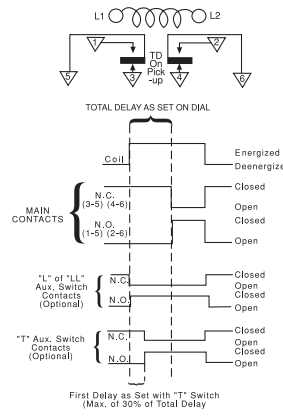 L1 L2
1 2
TD
On
Pick
-up
5 3 4 6
TOTAL DELAY AS SET ON DIAL
Coil
Energized
Deenergized
MAIN
CONTACTS
N.C.
(3-5) (4-6)
Closed
Open
N.O.
(1-5) (2-6)
Closed
Open
"L" of "LL"
Aux, Switch
Contacts
(Optional)
N.C.
Closed
Open
N.O.
Closed
Open
"T" Aux. Switch
Contacts
(Optional)
N.C.
Closed
Open
N.O.
Closed
Open
First Delay as Set with "T" Switch
(Max. of 30% of Total Delay